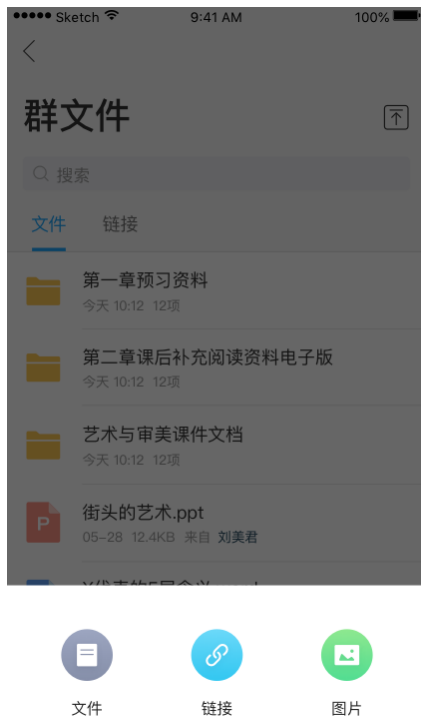 Sketch 9:41 AM 100%
群文件
搜索
文件 链接
第一章预习资料
今天 10:12 12项
第二章课后补充阅读资料电子版
今天 10:12 12项
艺术与审美课件文档
今天 10:12 12项
P
街头的艺术.ppt
05-28 12.4KB 来自 刘美君
文件 链接 图片